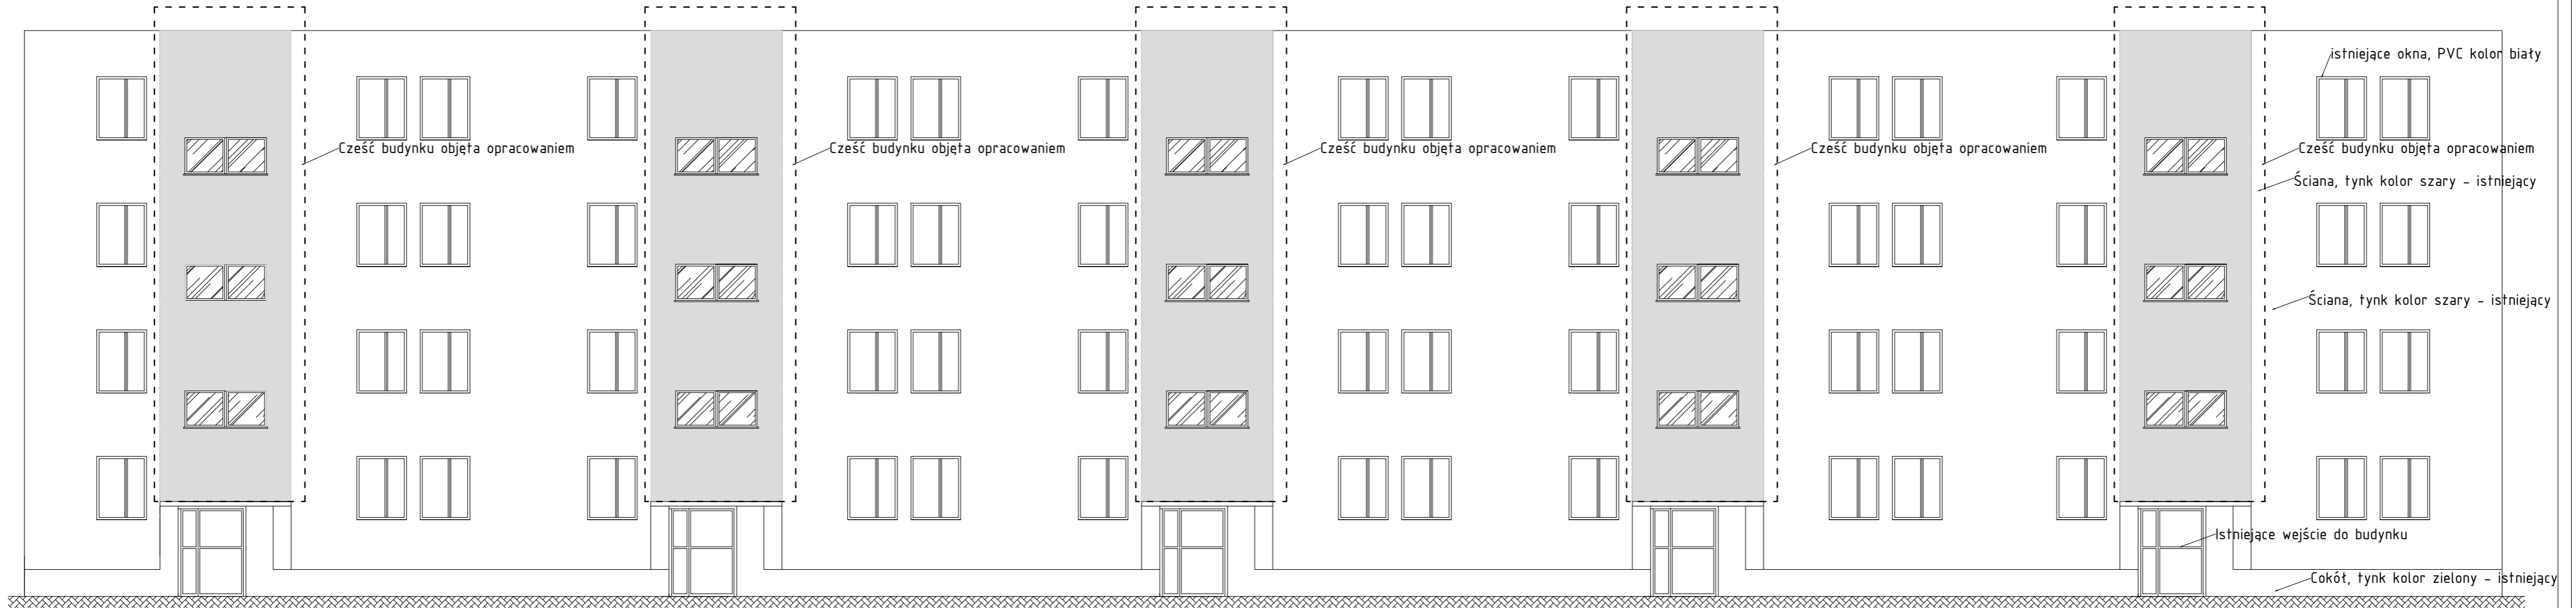 istniejące okna, PVC kolor biały
Cześć budynku objęta opracowaniem
Cześć budynku objęta opracowaniem
Cześć budynku objęta opracowaniem
Cześć budynku objęta opracowaniem
Cześć budynku objęta opracowaniem
Ściana, tynk kolor szary – istniejący
Ściana, tynk kolor szary – istniejący
Istniejące wejście do budynku
Cokół, tynk kolor zielony – istniejący